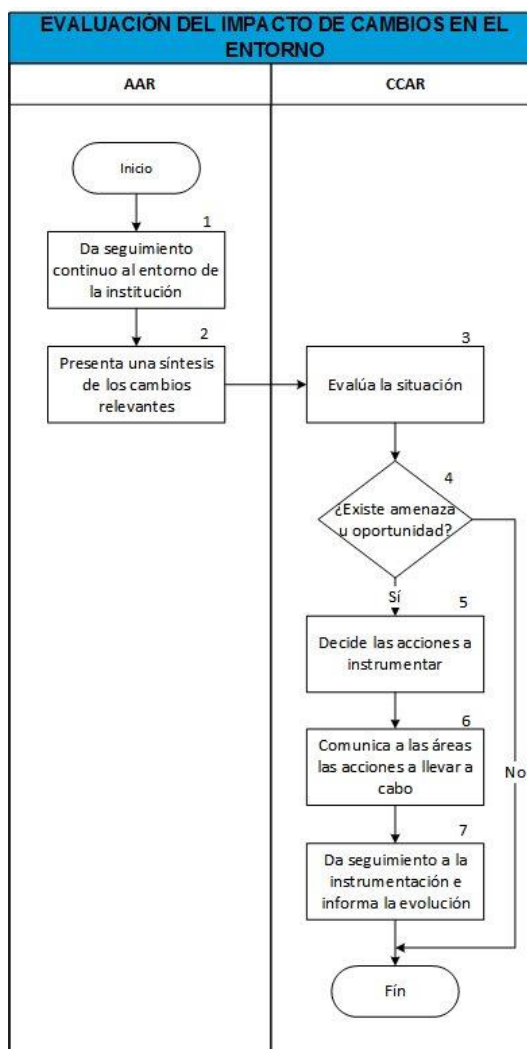 EVALUACIÓN DEL IMPACTO DE CAMBIOS EN EL
ENTORNO
AAR
CCAR
Inicio
1
Da seguimiento
continuo al entorno de
la institución
2
Presenta una síntesis
de los cambios
relevantes
3
Evalúa la situación
4
¿Existe amenaza
u oportunidad?
Sí
5
Decide las acciones a
instrumentar
6
Comunica a las áreas
las acciones a llevar a
cabo
No
7
Da seguimiento a la
instrumentación e
informa la evolución
Fín